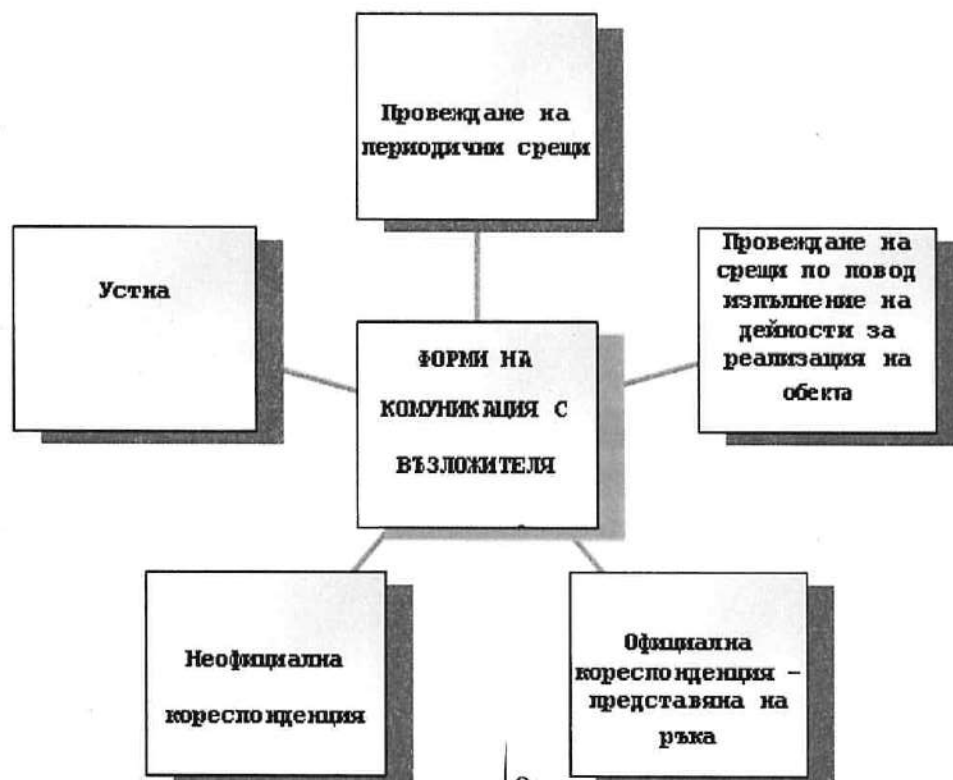 Провеждане на
периодични срещи
Устна
Провеждане на
срещи по повод
изпълнение на
дейности за
реализация на
обекта
ФОРМИ НА
КОМУНИКАЦИЯ С
ВЪЗЛОЖИТЕЛЯ
Неофициална
кореспонденция
Официална
кореспонденция –
представяна на
ръка